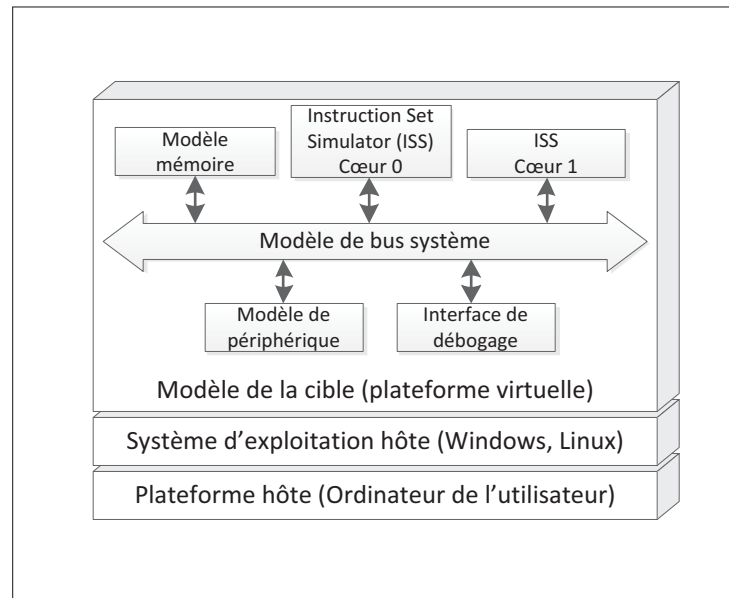 Modèle
mémoire
Instruction Set
Simulator (ISS)
Cœur 0
ISS
Cœur 1
Modèle de bus système
Modèle de
périphérique
Interface de
débogage
Modèle de la cible (plateforme virtuelle)
Système d’exploitation hôte (Windows, Linux)
Plateforme hôte (Ordinateur de l’utilisateur)